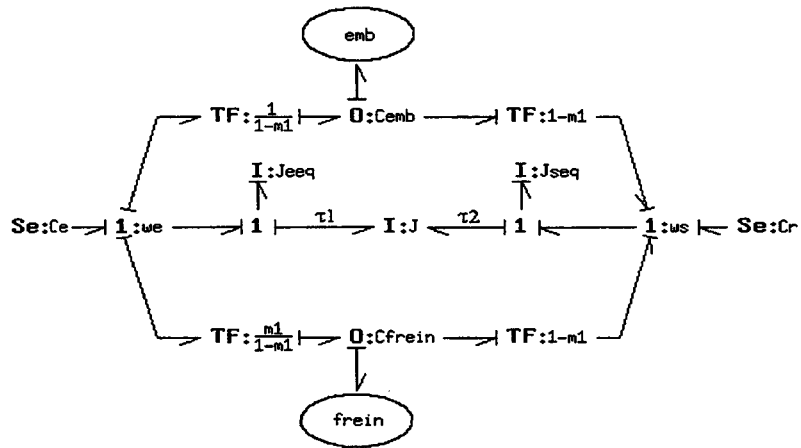 emb
TF:1/(1-m1) 0:Cemb TF:1-m1
I:Jeeq I:Jseq
Se:Ce 1:we 1 τ1 I:J τ2 1 1:ws Se:Cr
TF:m1/(1-m1) 0:Cfrein TF:1-m1
frein